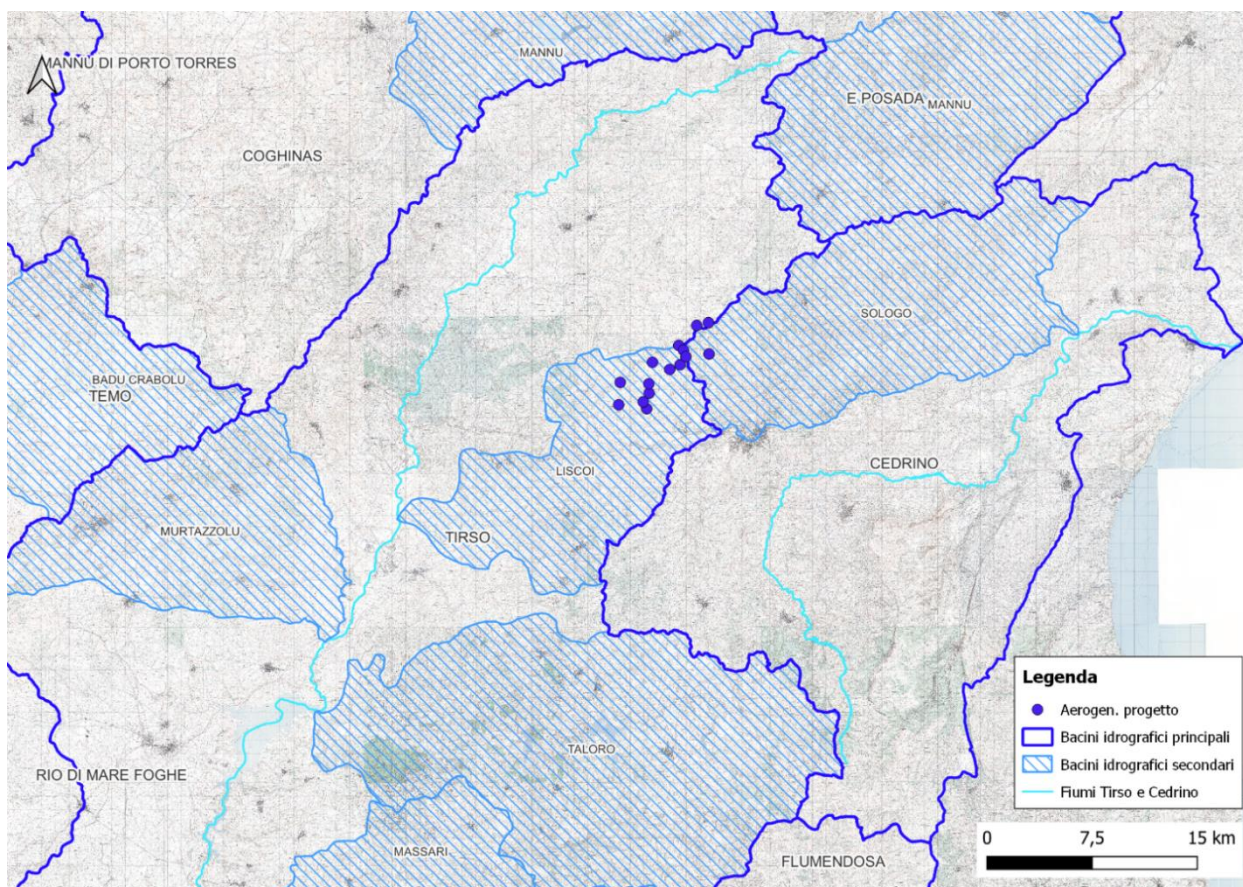 MANNU
MANNU DI PORTO TORRES
E POSADA
MANNU
COGHINAS
SOLOGO
BADU CRABOLU
TEMO
CEDRINO
LISCOI
MURTAZZOLU
TIRSO
TALORO
RIO DI MARE FOGHE
MASSARI
FLUMENDOSA
Legenda
Aerogen. progetto
Bacini idrografici principali
Bacini idrografici secondari
Fiumi Tirso e Cedrino
0 7,5 15 km